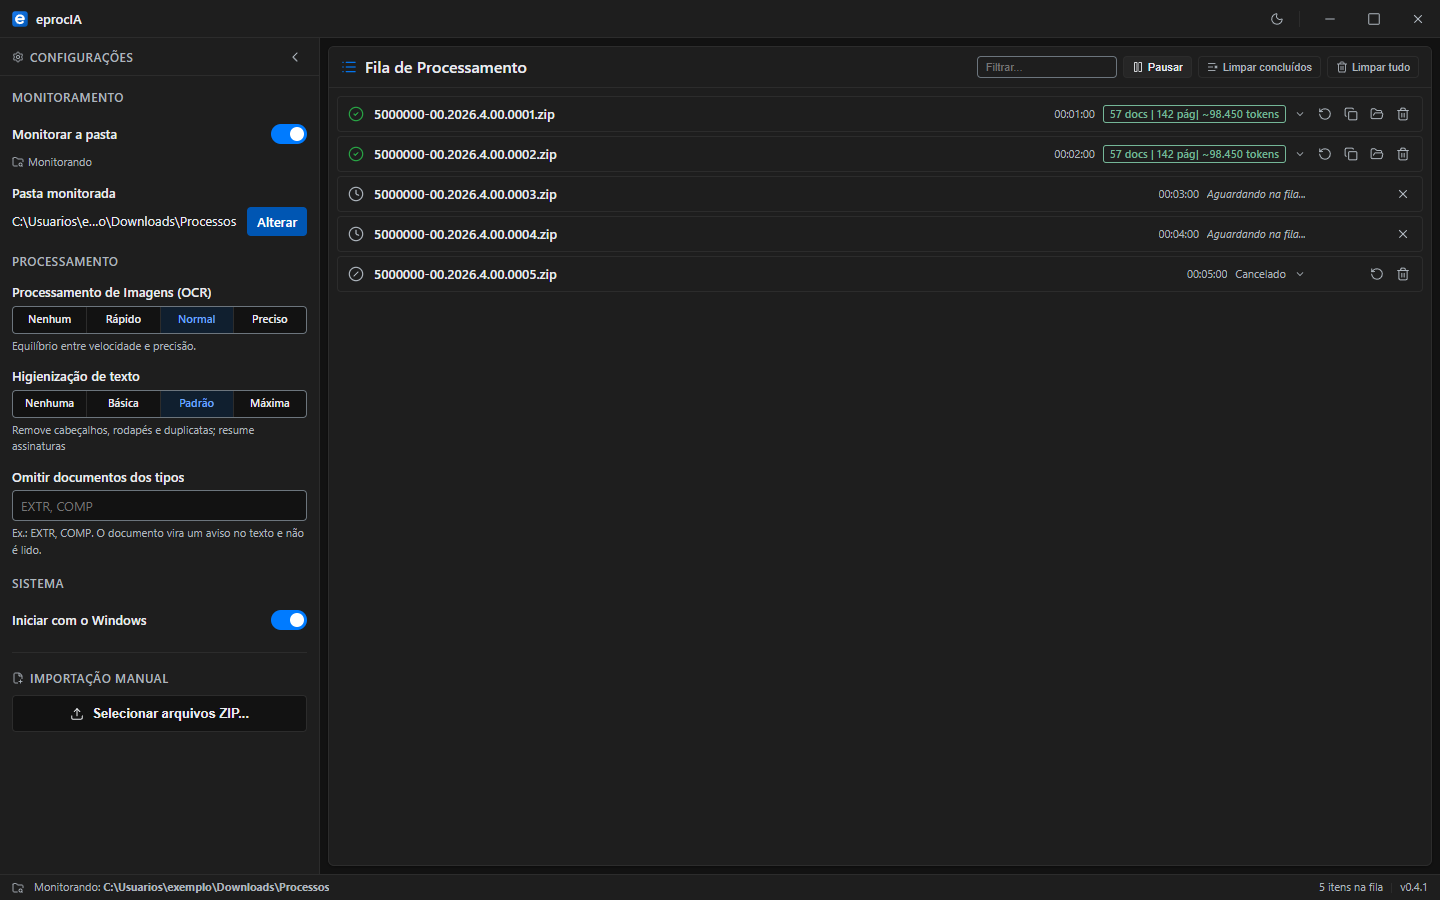 eprocIA
CONFIGURAÇÕES
MONITORAMENTO
Monitorar a pasta
Monitorando
Pasta monitorada
C:\Usuarios\e...o\Downloads\Processos
Alterar
PROCESSAMENTO
Processamento de Imagens (OCR)
Nenhum Rápido Normal Preciso
Equilíbrio entre velocidade e precisão.
Higienização de texto
Nenhuma Básica Padrão Máxima
Remove cabeçalhos, rodapés e duplicatas; resume
assinaturas
Omitir documentos dos tipos
EXTR, COMP
Ex.: EXTR, COMP. O documento vira um aviso no texto e não
é lido.
SISTEMA
Iniciar com o Windows
IMPORTAÇÃO MANUAL
Selecionar arquivos ZIP...
Fila de Processamento
Filtrar...
Pausar
Limpar concluídos
Limpar tudo
5000000-00.2026.4.00.0001.zip 00:01:00 57 docs | 142 pág| ~98.450 tokens
5000000-00.2026.4.00.0002.zip 00:02:00 57 docs | 142 pág| ~98.450 tokens
5000000-00.2026.4.00.0003.zip 00:03:00 Aguardando na fila...
5000000-00.2026.4.00.0004.zip 00:04:00 Aguardando na fila...
5000000-00.2026.4.00.0005.zip 00:05:00 Cancelado
Monitorando: C:\Usuarios\exemplo\Downloads\Processos
5 itens na fila
v0.4.1